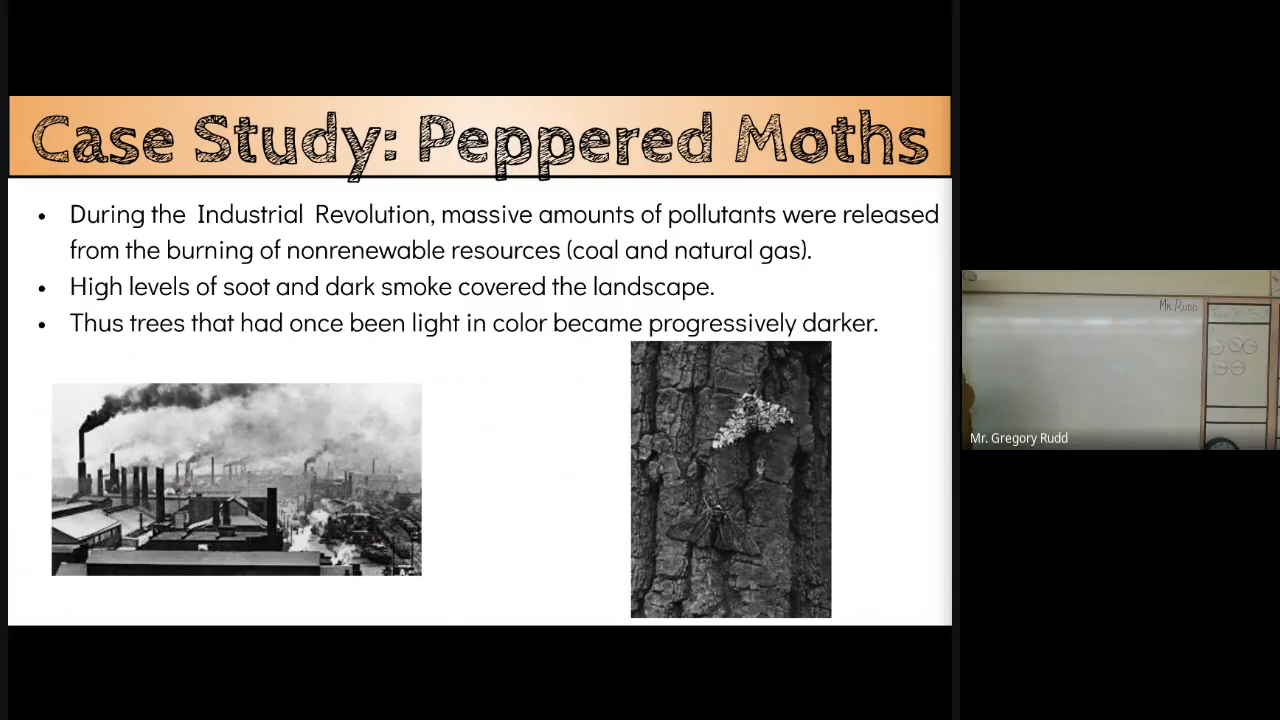 Case Study: Peppered Moths
• During the Industrial Revolution, massive amounts of pollutants were released
from the burning of nonrenewable resources (coal and natural gas).
• High levels of soot and dark smoke covered the landscape.
• Thus trees that had once been light in color became progressively darker.
Mr. Rudd
Mr. Gregory Rudd